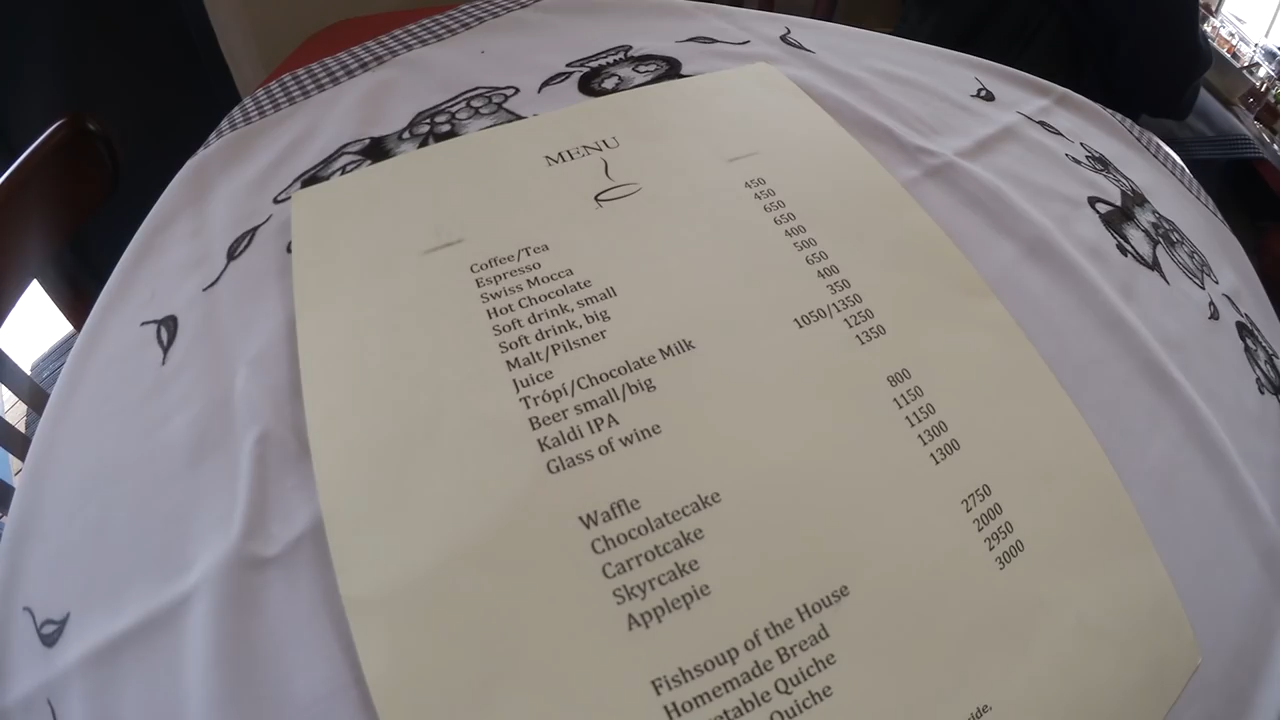 MENU
Coffee/Tea 450
Espresso 450
Swiss Mocca 650
Hot Chocolate 650
Soft drink, small 400
Soft drink, big 500
Malt/Pilsner 650
Juice 400
Trópí/Chocolate Milk 350
Beer small/big 1050/1350
Kaldi IPA 1250
Glass of wine 1350
Waffle 800
Chocolatecake 1150
Carrotcake 1150
Skyrcake 1300
Applepie 1300
Fishsoup of the House 2750
Homemade Bread 2000
Quiche 2950
Quiche 3000